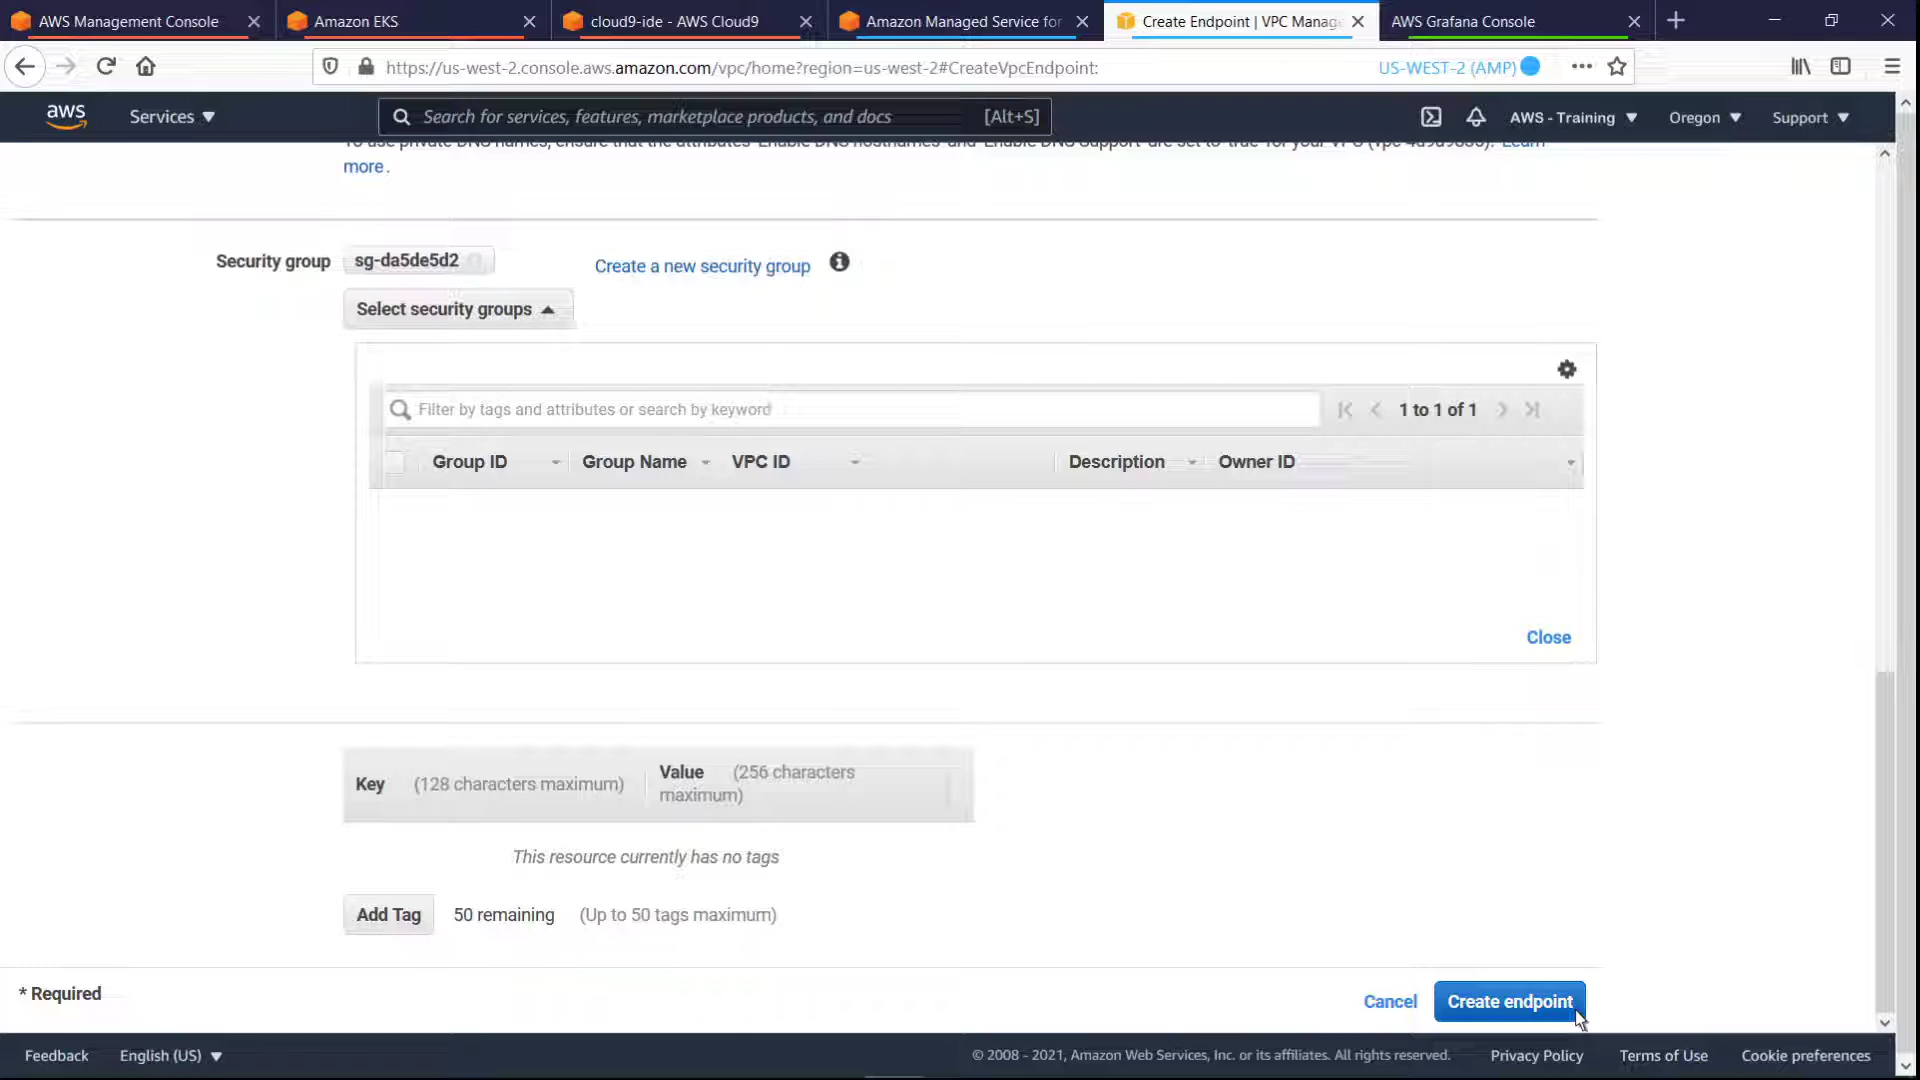 AWS Management Console
Amazon EKS
cloud9-ide - AWS Cloud9
Amazon Managed Service for
Create Endpoint | VPC Manag
AWS Grafana Console
https://us-west-2.console.aws.amazon.com/vpc/home?region=us-west-2#CreateVpcEndpoint:
US-WEST-2 (AMP)
aws
Services
Search for services, features, marketplace products, and docs
[Alt+S]
AWS - Training
Oregon
Support
To use private DNS names, ensure that the attributes 'Enable DNS hostnames' and 'Enable DNS Support' are set to 'true' for your VPC Learn
more.
Security group
sg-da5de5d2
Create a new security group
Select security groups
Filter by tags and attributes or search by keyword
1 to 1 of 1
Group ID
Group Name
VPC ID
Description
Owner ID
Close
Key (128 characters maximum)
Value (256 characters
maximum)
This resource currently has no tags
Add Tag
50 remaining
(Up to 50 tags maximum)
* Required
Cancel
Create endpoint
Feedback
English (US)
© 2008 - 2021, Amazon Web Services, Inc. or its affiliates. All rights reserved.
Privacy Policy
Terms of Use
Cookie preferences